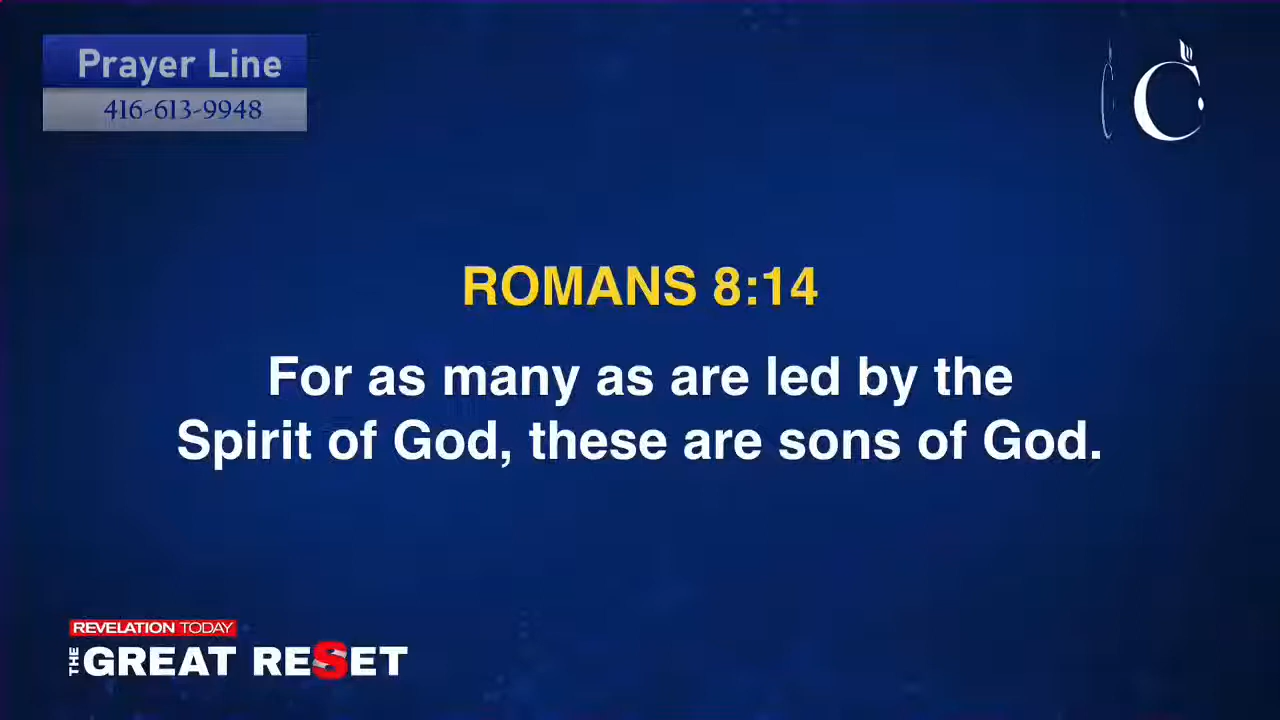 Prayer Line
416-613-9948
C
ROMANS 8:14
For as many as are led by the
Spirit of God, these are sons of God.
REVELATION TODAY
THE GREAT RESET